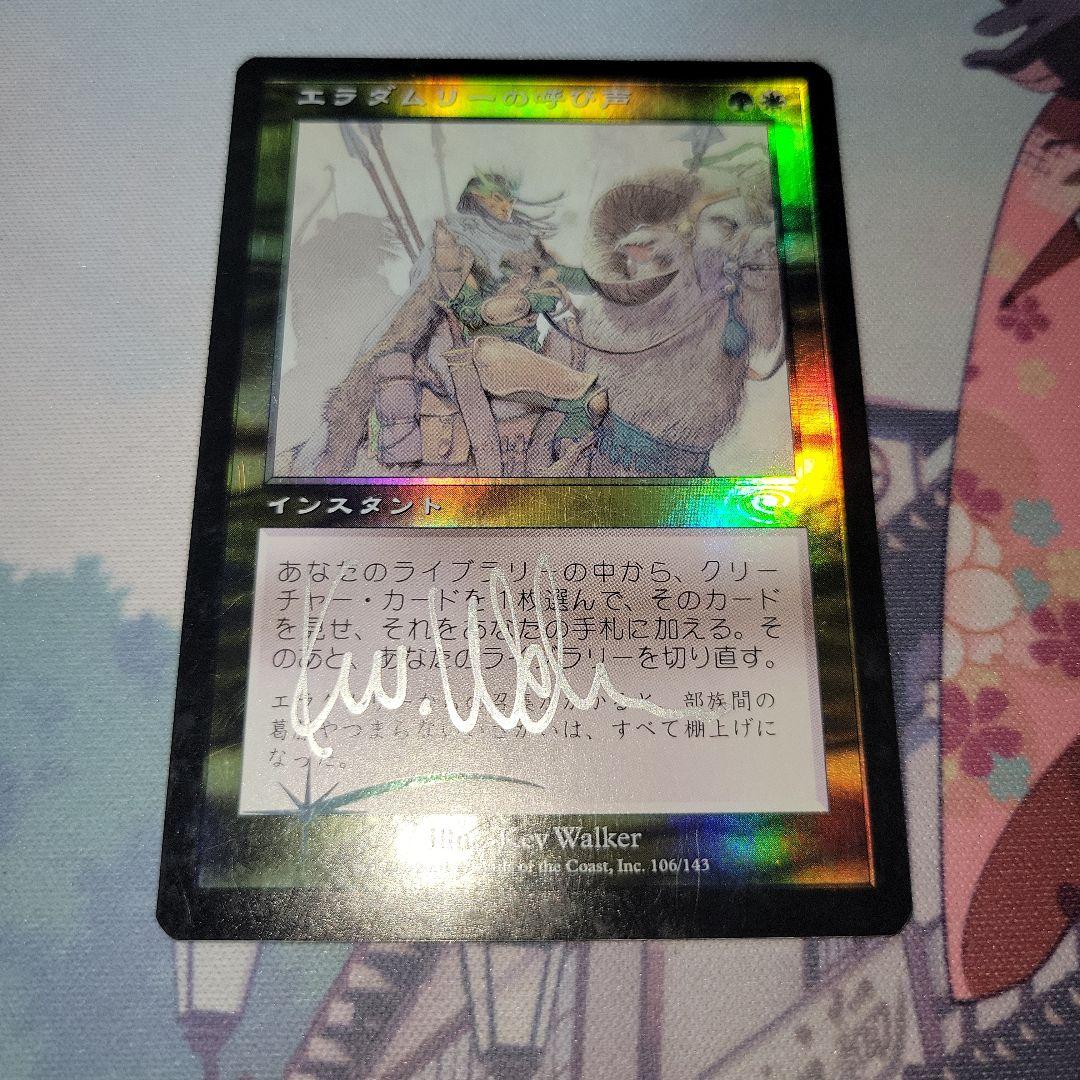 エラダムリーの呼び声
インスタント
あなたのライブラリーの中から、クリー
チャー・カードを1枚選んで、そのカード
を見せ、それをあなたの手札に加える。そ
のあと、あなたのライブラリーを切り直す。
部族間の
は、すべて棚上げに
なった。
Kev Walker
of the Coast, Inc. 106/143